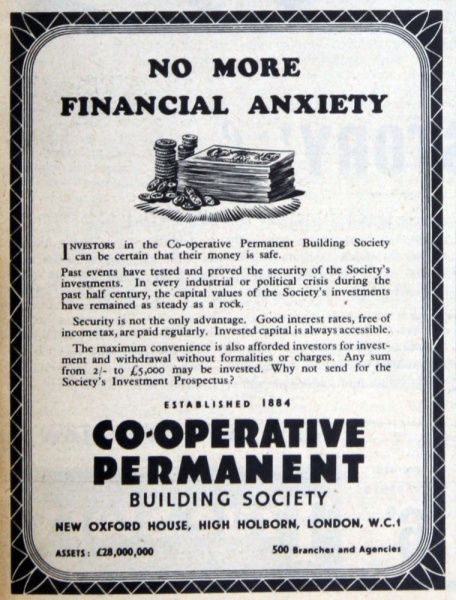 NO MORE
FINANCIAL ANXIETY
INVESTORS in the Co-operative Permanent Building Society
can be certain that their money is safe.
Past events have tested and proved the security of the Society's
investments. In every industrial or political crisis during the
past half century, the capital values of the Society's investments
have remained as steady as a rock.
Security is not the only advantage. Good interest rates, free of
income tax, are paid regularly. Invested capital is always accessible.
The maximum convenience is also afforded investors for invest-
ment and withdrawal without formalities or charges. Any sum
from 2/- to £5,000 may be invested. Why not send for the
Society's Investment Prospectus?
ESTABLISHED 1884
CO-OPERATIVE
PERMANENT
BUILDING SOCIETY
NEW OXFORD HOUSE, HIGH HOLBORN, LONDON, W.C.1
ASSETS: £28,000,000 500 Branches and Agencies